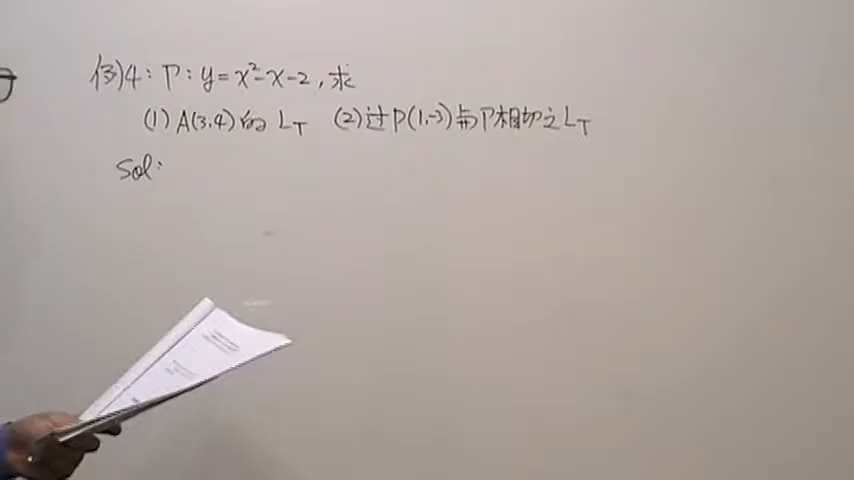 例4: Γ: y = x²-x-2, 求
(1) A(3,4)的 L_T (2)过P(1,-3)与Γ相切之L_T
Sol: